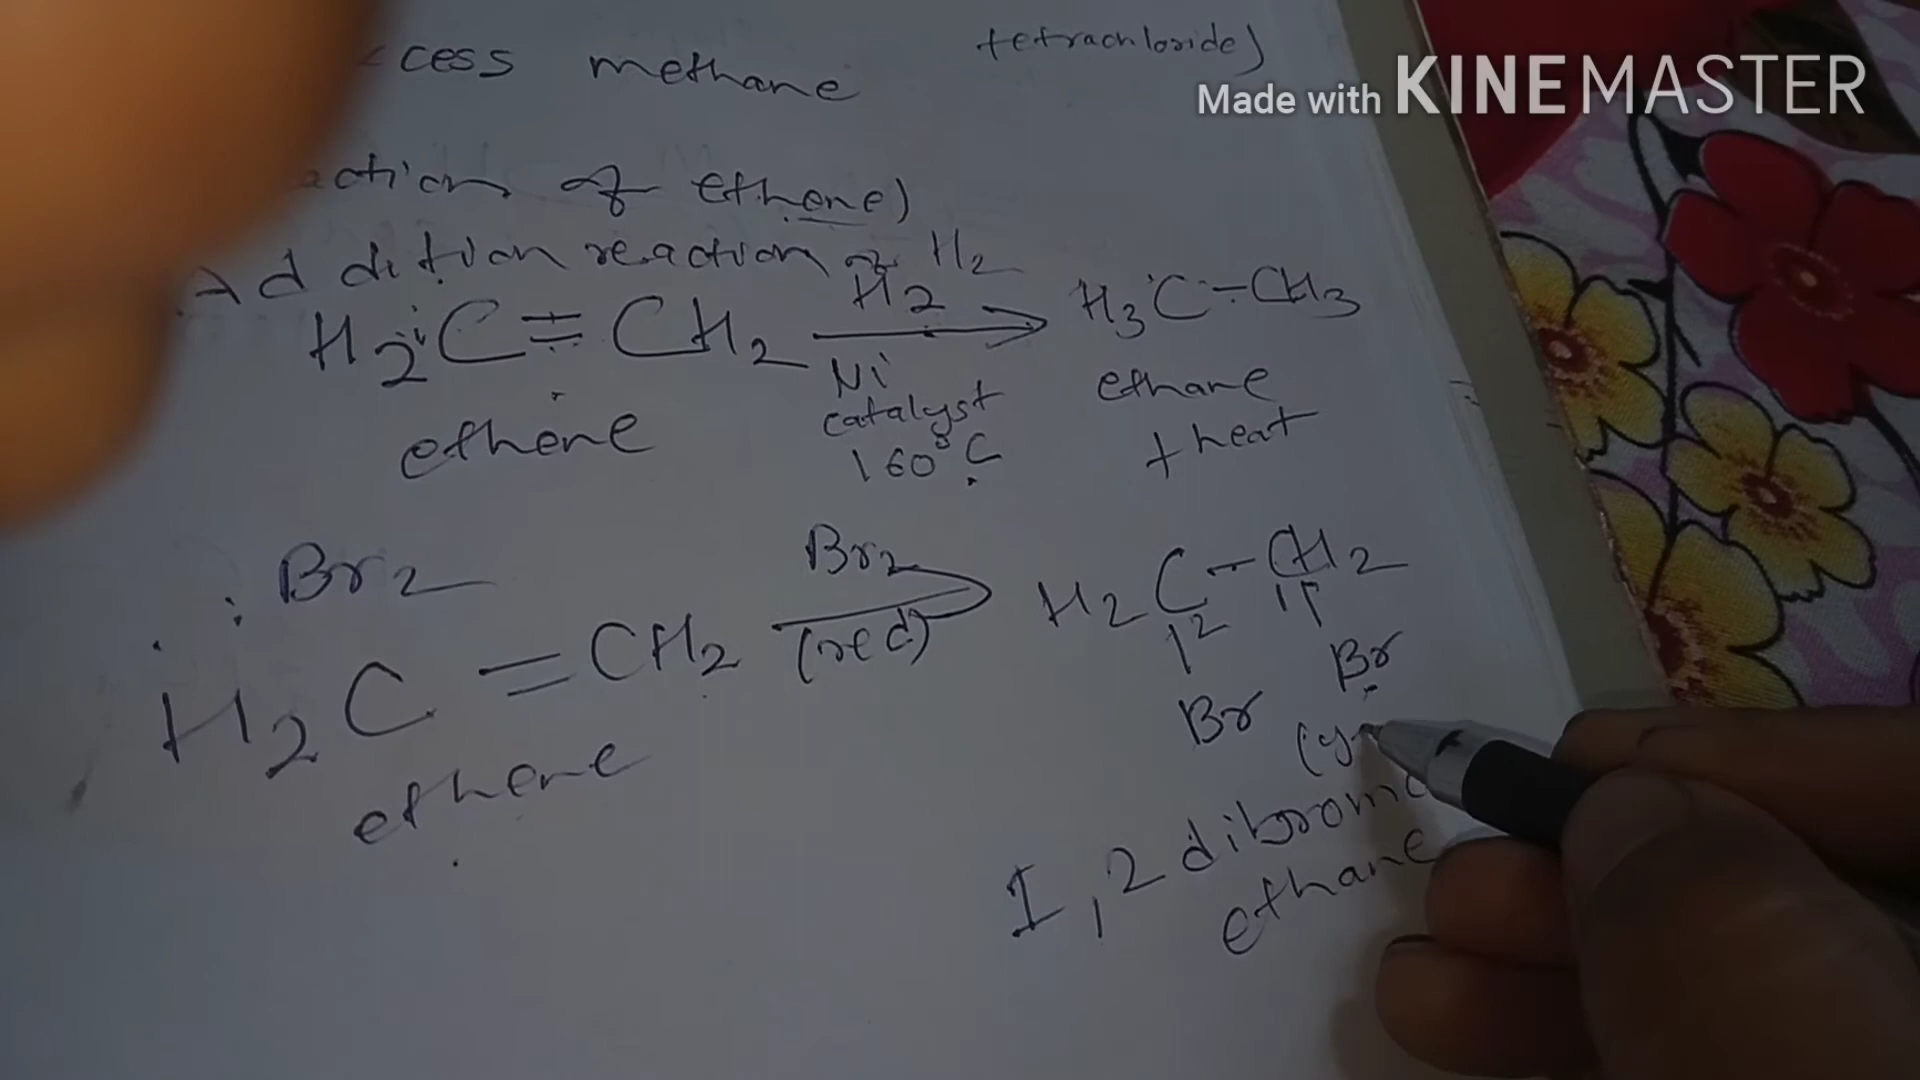 cess methane
tetrachloride)
Made with KINEMASTER
action of ethene)
Addition reaction of H2
H2C=CH2 H2 H3C-CH3
ethene Ni catalyst 160°C ethane + heat
Br2
H2C=CH2 Br2 (red) H2C-CH2
2 1
Br Br
ethene
(y
1,2 dibromo
ethane